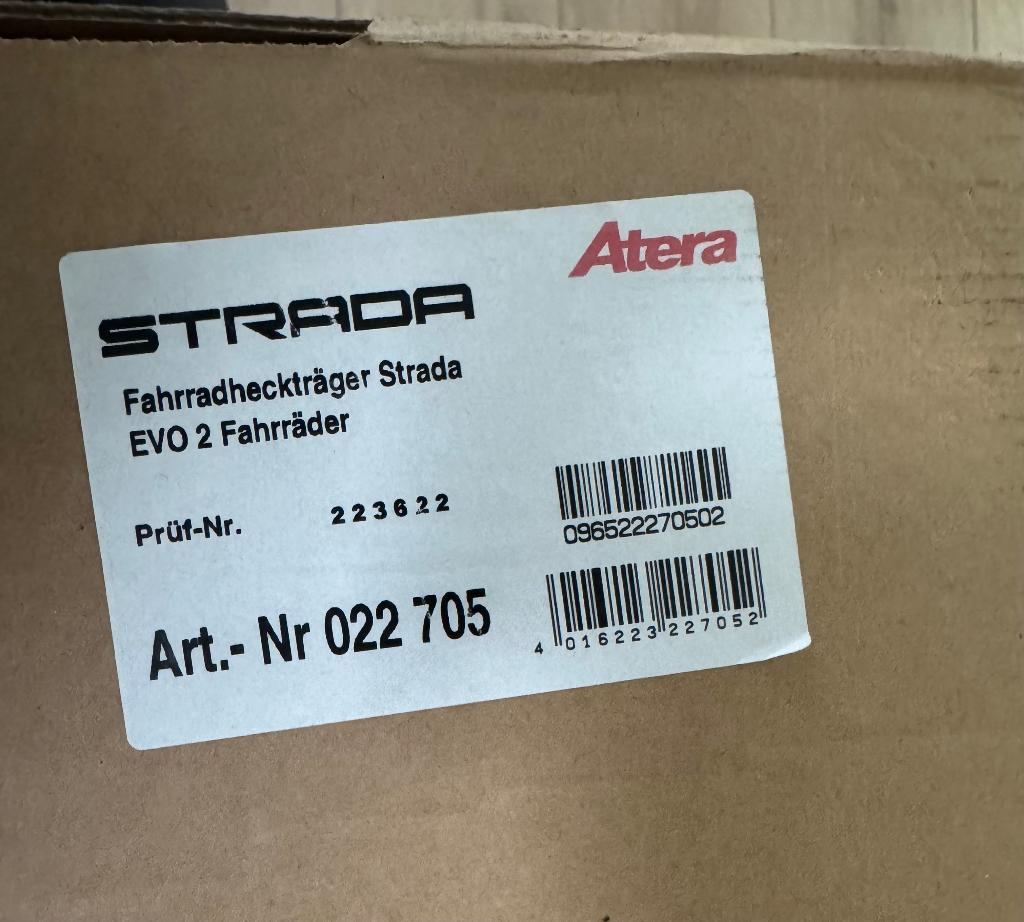 Atera
STRADA
Fahrradheckträger Strada
EVO 2 Fahrräder
Prüf-Nr. 223622
096522270502
Art.- Nr 022 705
4 016223 227052